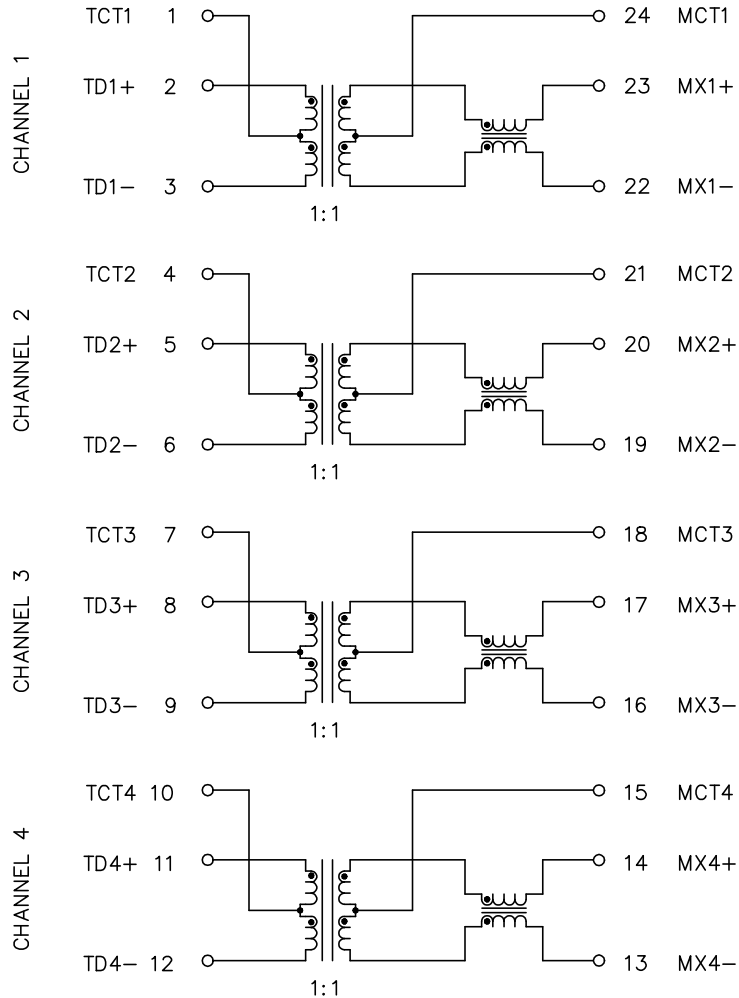 CHANNEL 1
TCT1 1 24 MCT1
TD1+ 2 23 MX1+
TD1− 3 22 MX1−
1:1
CHANNEL 2
TCT2 4 21 MCT2
TD2+ 5 20 MX2+
TD2− 6 19 MX2−
1:1
CHANNEL 3
TCT3 7 18 MCT3
TD3+ 8 17 MX3+
TD3− 9 16 MX3−
1:1
CHANNEL 4
TCT4 10 15 MCT4
TD4+ 11 14 MX4+
TD4− 12 13 MX4−
1:1